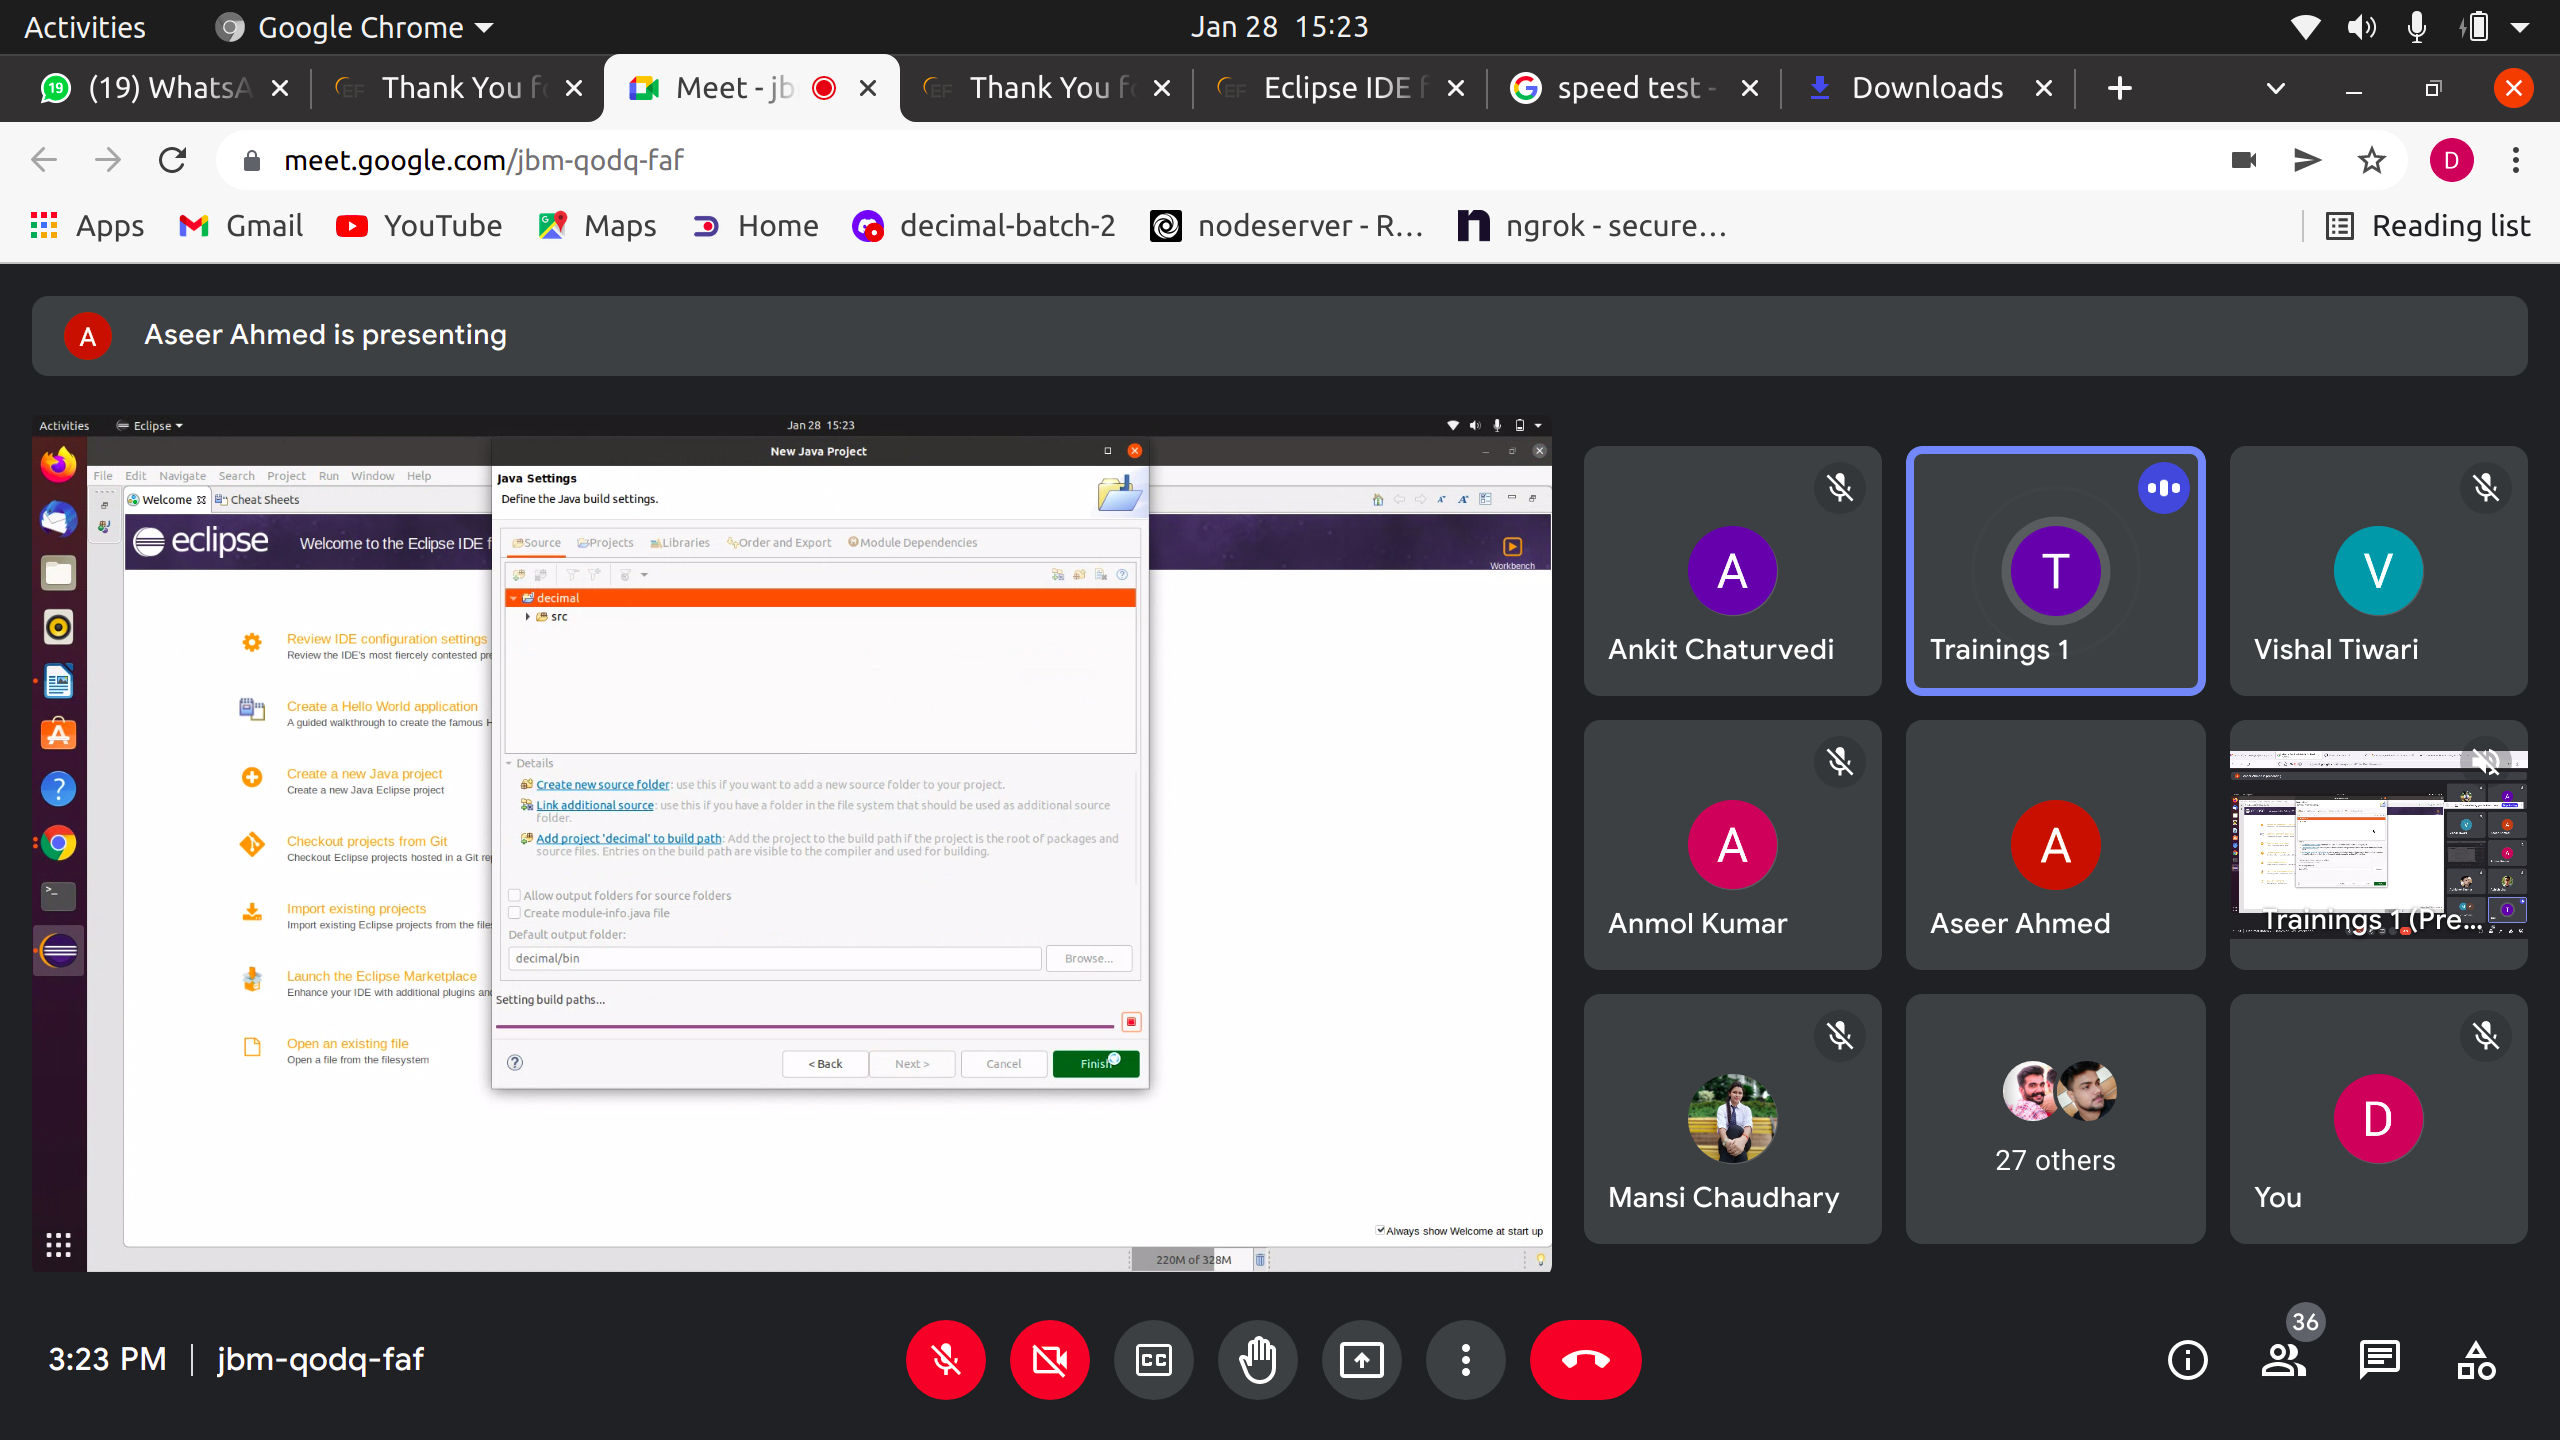 Activities
Google Chrome
Jan 28 15:23
19
(19) WhatsA
Thank You fo
Meet - jb
Thank You fo
Eclipse IDE f
speed test -
Downloads
meet.google.com/jbm-qodq-faf
D
Apps
Gmail
YouTube
Maps
Home
decimal-batch-2
nodeserver - R...
ngrok - secure...
Reading list
A
Aseer Ahmed is presenting
Activities
Eclipse
Jan 28 15:23
New Java Project
File Edit Navigate Search Project Run Window Help
Welcome
Cheat Sheets
eclipse
Welcome to the Eclipse IDE f
Workbench
Review IDE configuration settings
Review the IDE's most fiercely contested pre
Create a Hello World application
A guided walkthrough to create the famous H
Create a new Java project
Create a new Java Eclipse project
Checkout projects from Git
Checkout Eclipse projects hosted in a Git rep
Import existing projects
Import existing Eclipse projects from the files
Launch the Eclipse Marketplace
Enhance your IDE with additional plugins and
Open an existing file
Open a file from the filesystem
Java Settings
Define the Java build settings.
Source
Projects
Libraries
Order and Export
Module Dependencies
decimal
src
Details
Create new source folder: use this if you want to add a new source folder to your project.
Link additional source: use this if you have a folder in the file system that should be used as additional source
folder.
Add project 'decimal' to build path: Add the project to the build path if the project is the root of packages and
source files. Entries on the build path are visible to the compiler and used for building.
Allow output folders for source folders
Create module-info.java file
Default output folder:
decimal/bin
Browse...
Setting build paths...
< Back
Next >
Cancel
Finish
Always show Welcome at start up
220M of 328M
A
Ankit Chaturvedi
T
Trainings 1
V
Vishal Tiwari
A
Anmol Kumar
A
Aseer Ahmed
Trainings 1 (Pre...
Mansi Chaudhary
27 others
D
You
3:23 PM | jbm-qodq-faf
CC
36